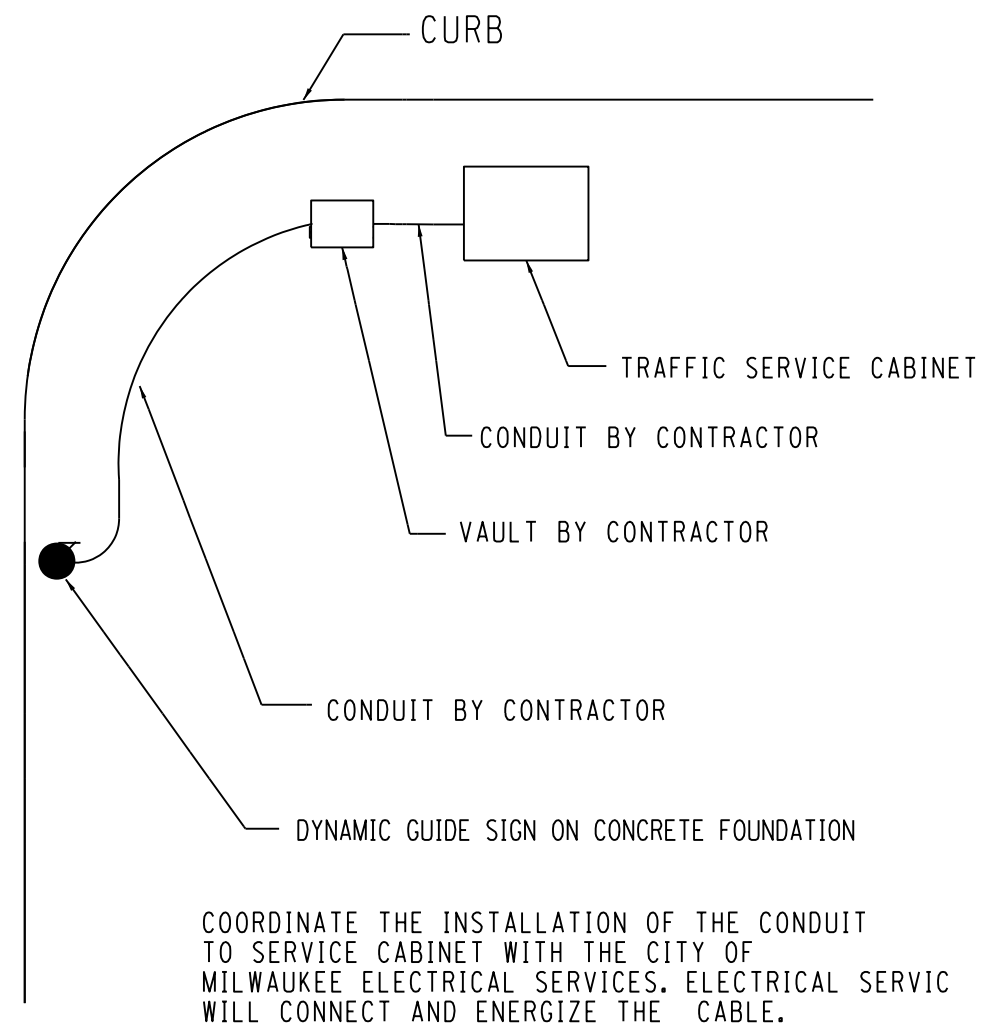 CURB
TRAFFIC SERVICE CABINET
CONDUIT BY CONTRACTOR
VAULT BY CONTRACTOR
CONDUIT BY CONTRACTOR
DYNAMIC GUIDE SIGN ON CONCRETE FOUNDATION
COORDINATE THE INSTALLATION OF THE CONDUIT
TO SERVICE CABINET WITH THE CITY OF
MILWAUKEE ELECTRICAL SERVICES. ELECTRICAL SERVIC
WILL CONNECT AND ENERGIZE THE CABLE.